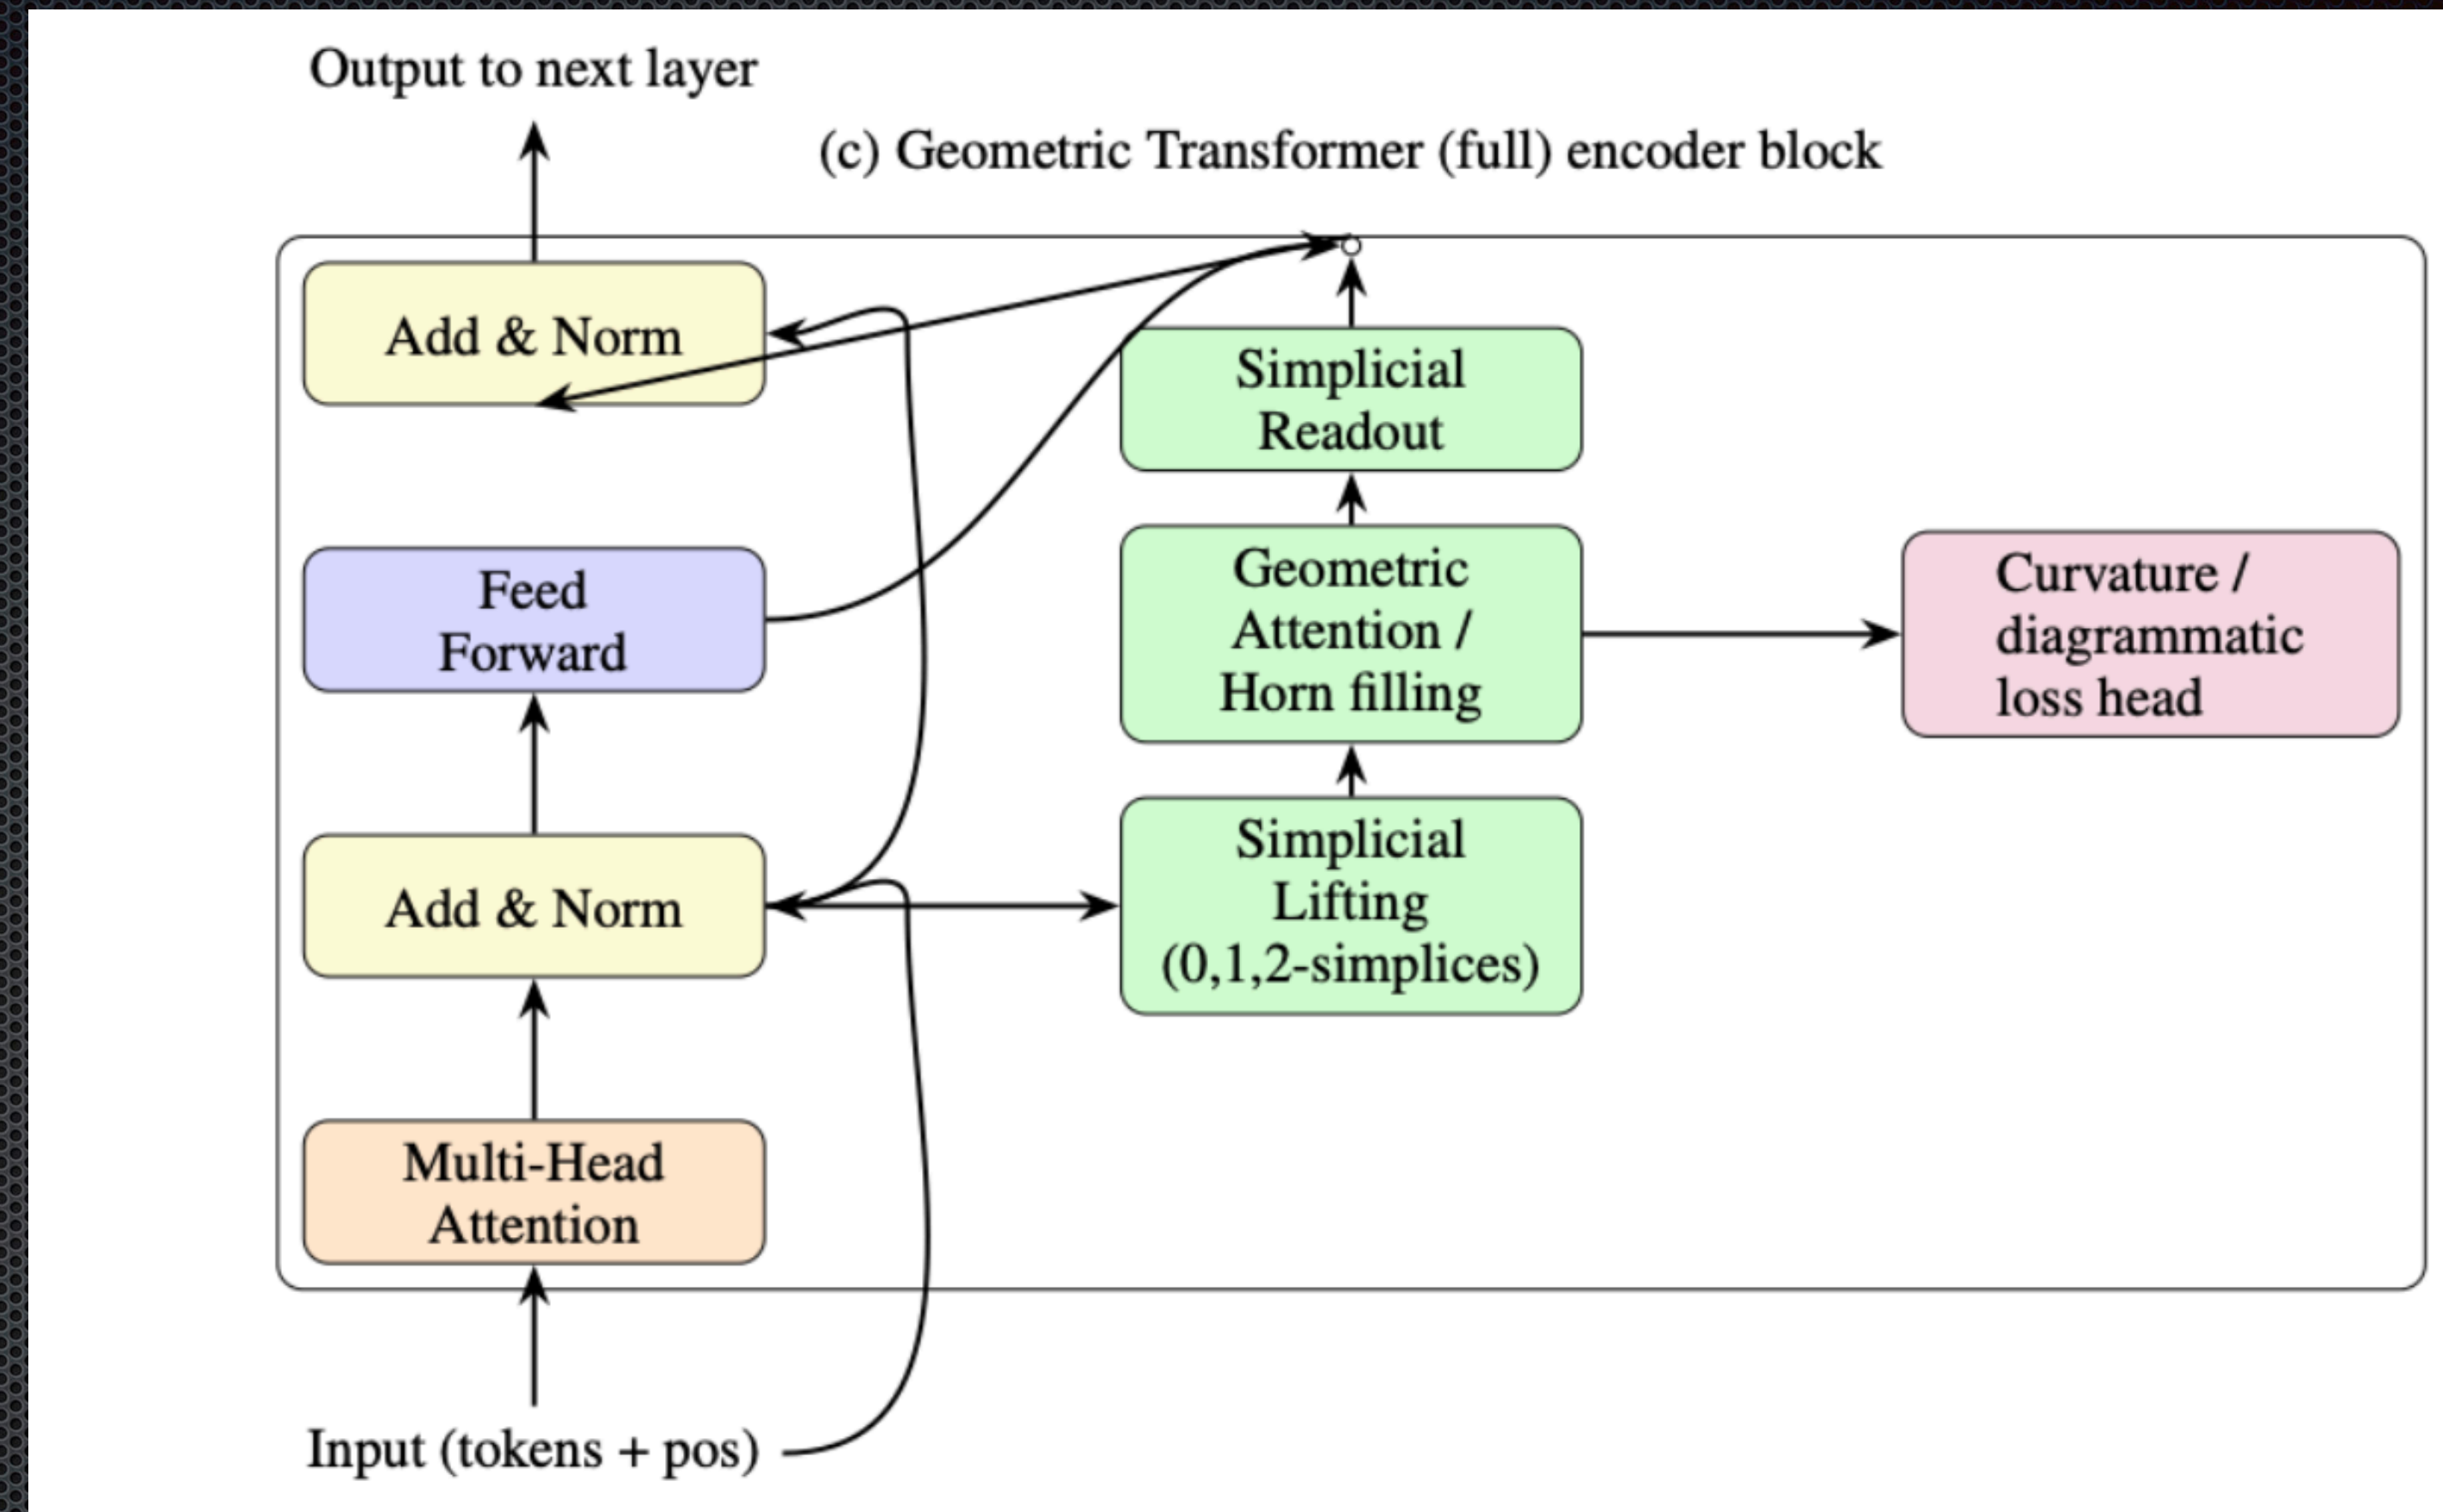 Output to next layer
(c) Geometric Transformer (full) encoder block
Add & Norm
Simplicial
Readout
Feed
Forward
Geometric
Attention /
Horn filling
Curvature /
diagrammatic
loss head
Add & Norm
Simplicial
Lifting
(0,1,2-simplices)
Multi-Head
Attention
Input (tokens + pos)